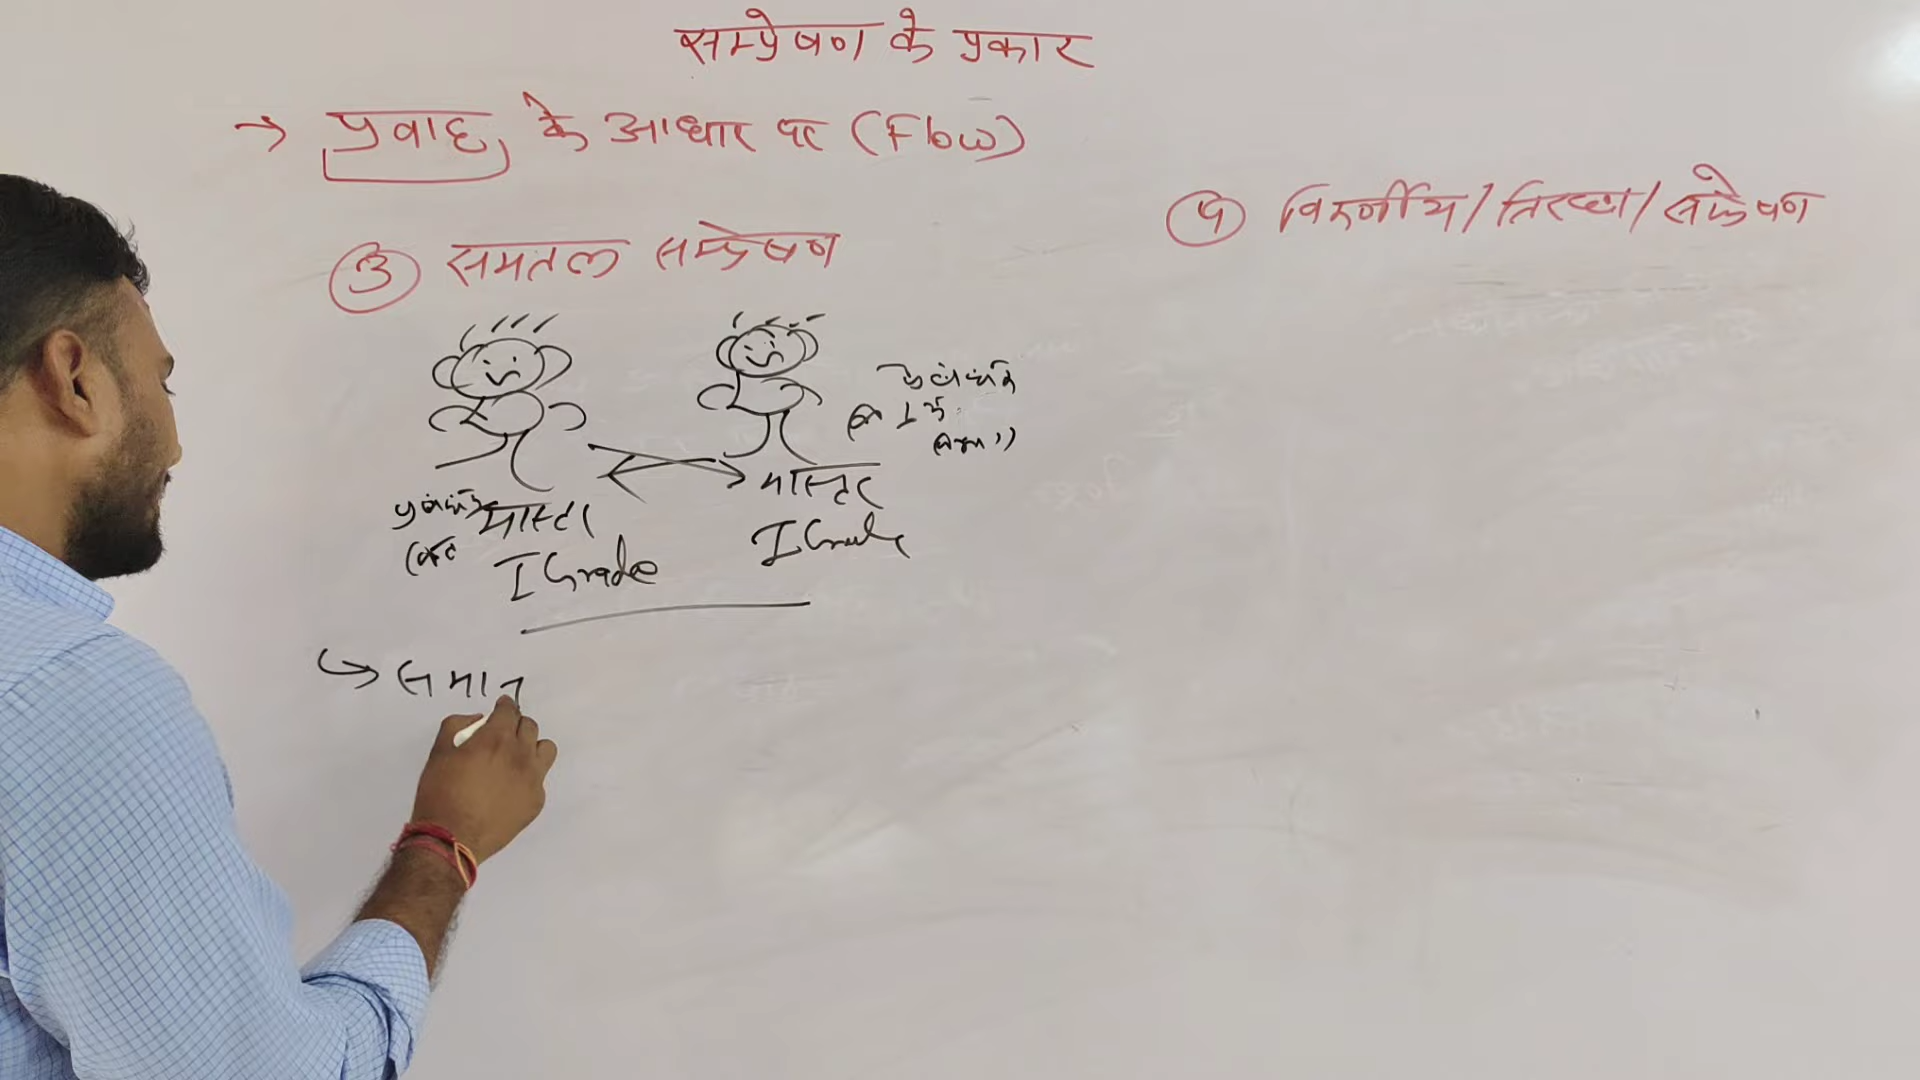 सम्प्रेषण के प्रकार
→ प्रवाह के आधार पर (Flow)
③ समतल सम्प्रेषण
मास्टर
I Grade
मास्टर
I Grade
→ समान
④ विकर्णीय/तिरछा/सम्प्रेषण